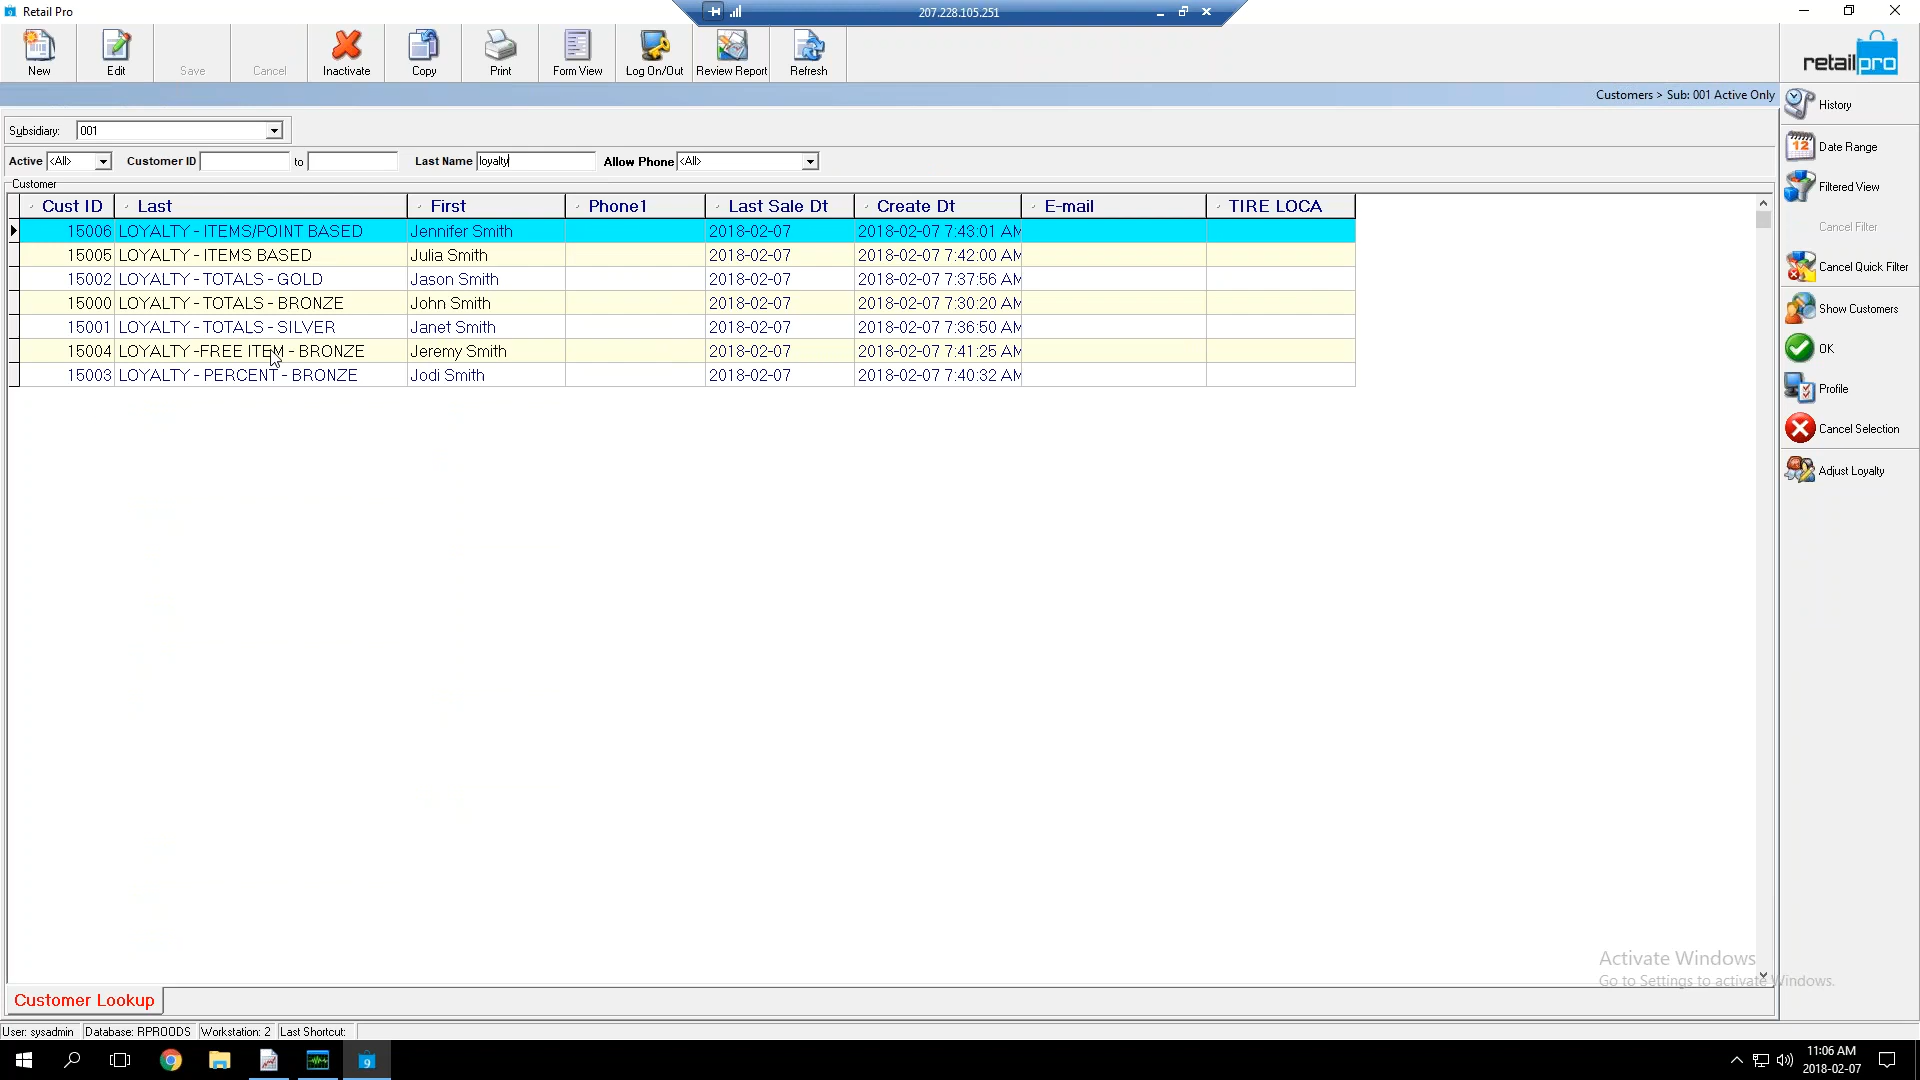 Retail Pro
207.228.105.251
New Edit Save Cancel Inactivate Copy Print Form View Log On/Out Review Report Refresh
retailpro
Customers > Sub: 001 Active Only
Subsidiary: 001
Active <All> Customer ID to Last Name loyalty Allow Phone <All>
Customer
Cust ID Last First Phone1 Last Sale Dt Create Dt E-mail TIRE LOCA
15006 LOYALTY - ITEMS/POINT BASED Jennifer Smith 2018-02-07 2018-02-07 7:43:01 AM
15005 LOYALTY - ITEMS BASED Julia Smith 2018-02-07 2018-02-07 7:42:00 AM
15002 LOYALTY - TOTALS - GOLD Jason Smith 2018-02-07 2018-02-07 7:37:56 AM
15000 LOYALTY - TOTALS - BRONZE John Smith 2018-02-07 2018-02-07 7:30:20 AM
15001 LOYALTY - TOTALS - SILVER Janet Smith 2018-02-07 2018-02-07 7:36:50 AM
15004 LOYALTY -FREE ITEM - BRONZE Jeremy Smith 2018-02-07 2018-02-07 7:41:25 AM
15003 LOYALTY - PERCENT - BRONZE Jodi Smith 2018-02-07 2018-02-07 7:40:32 AM
History
12 Date Range
Filtered View
Cancel Filter
Cancel Quick Filter
Show Customers
OK
Profile
Cancel Selection
Adjust Loyalty
Activate Windows
Go to Settings to activate Windows.
Customer Lookup
User: sysadmin Database: RPROODS Workstation: 2 Last Shortcut:
9
11:06 AM
2018-02-07